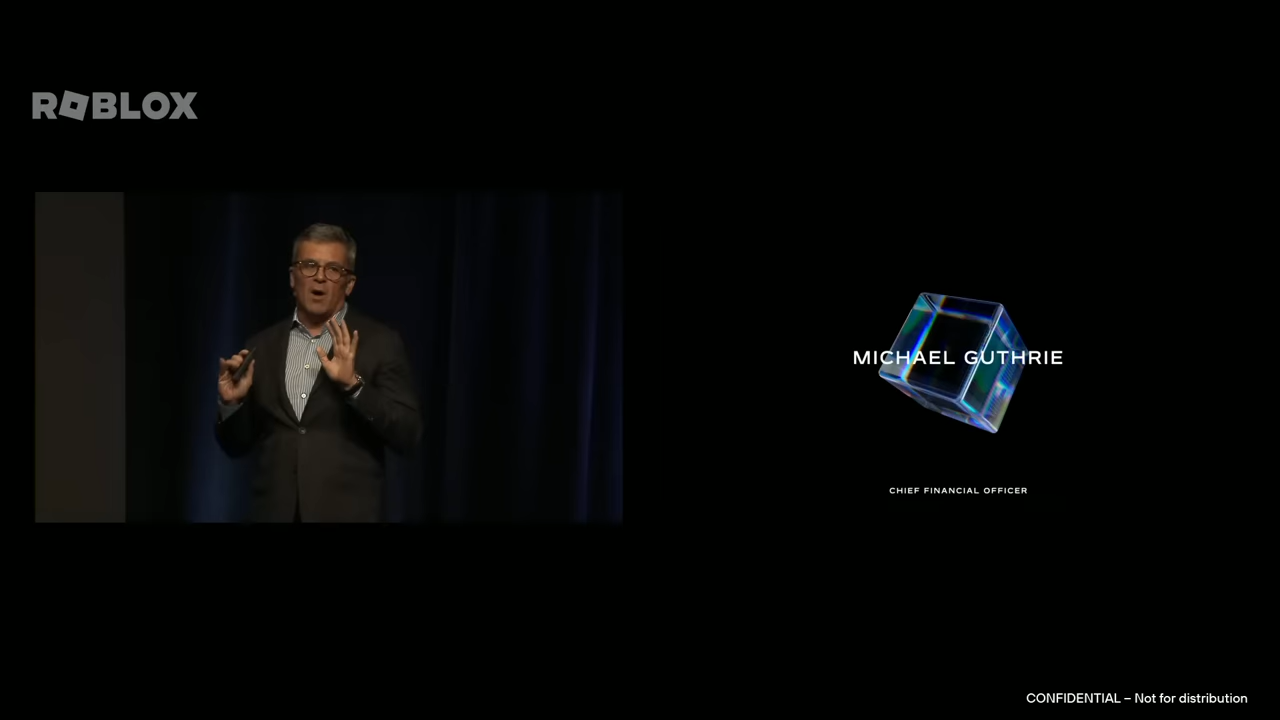 ROBLOX
MICHAEL GUTHRIE
CHIEF FINANCIAL OFFICER
CONFIDENTIAL – Not for distribution